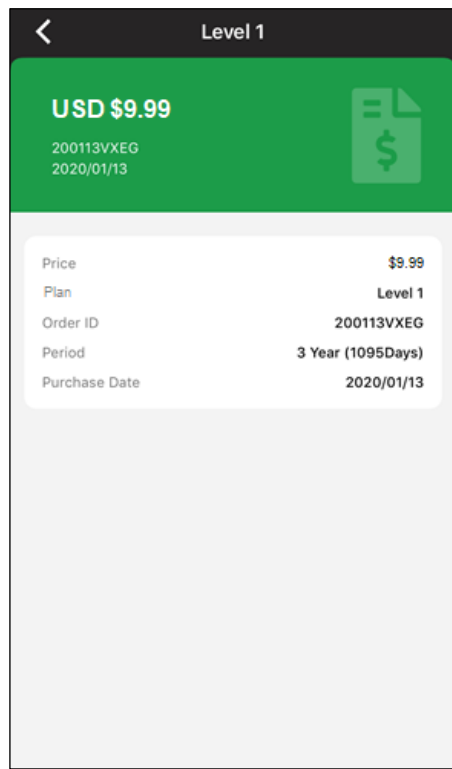 Level 1
USD $9.99
200113VXEG
2020/01/13
$
Price $9.99
Plan Level 1
Order ID 200113VXEG
Period 3 Year (1095Days)
Purchase Date 2020/01/13